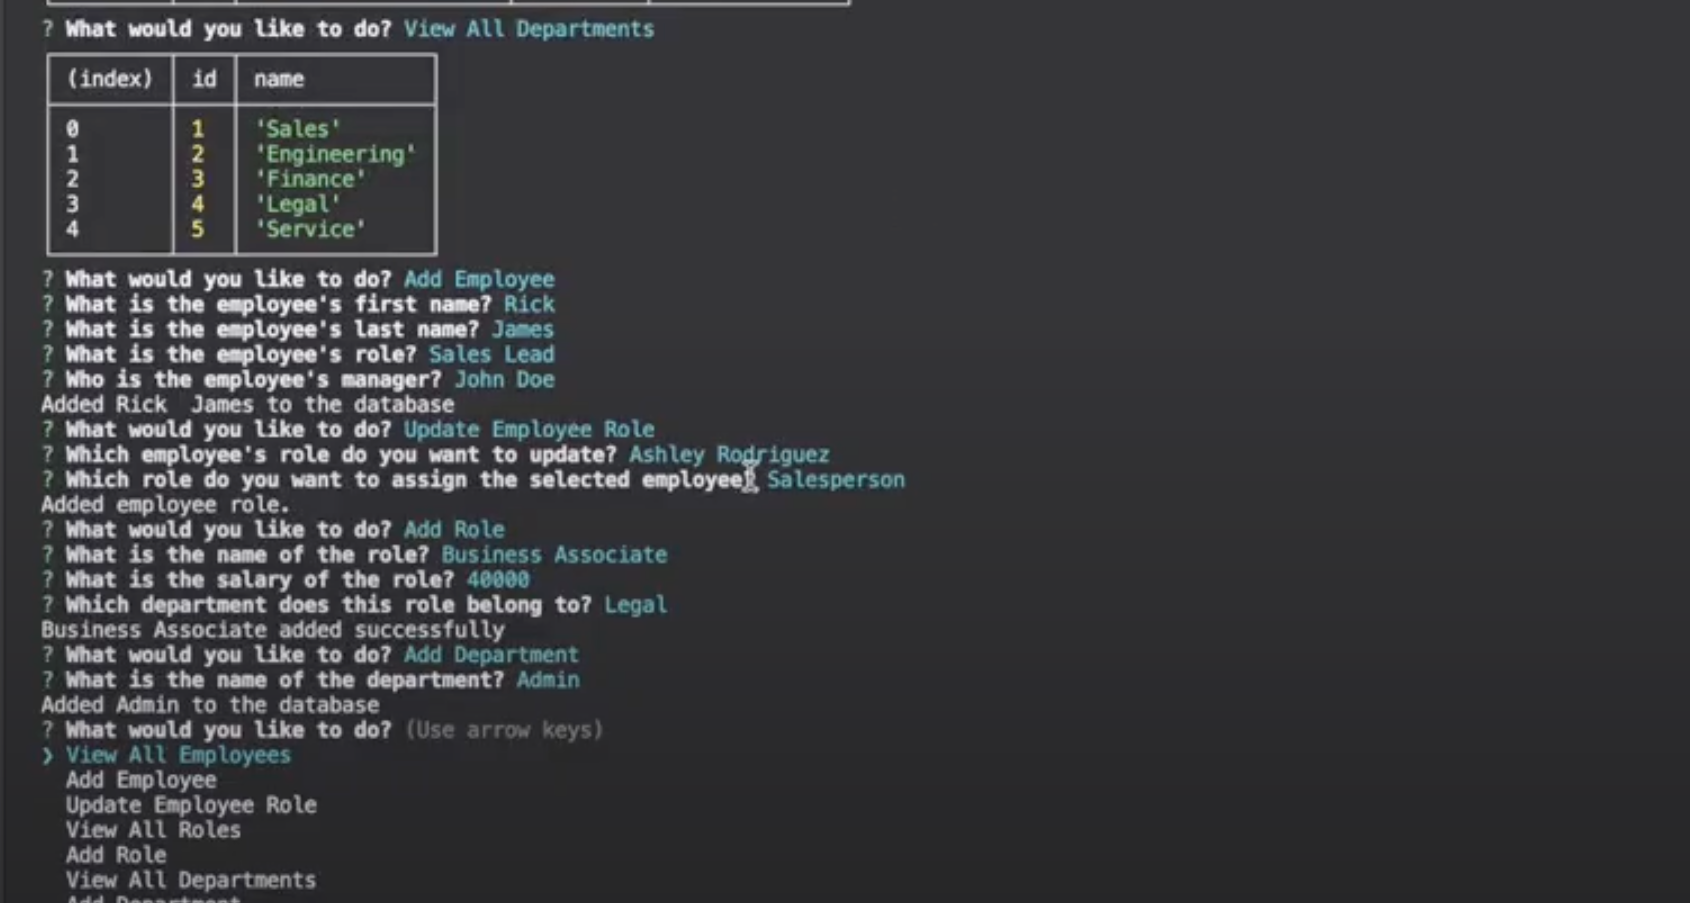 ? What would you like to do? View All Departments
(index) id name
0 1 'Sales'
1 2 'Engineering'
2 3 'Finance'
3 4 'Legal'
4 5 'Service'
? What would you like to do? Add Employee
? What is the employee's first name? Rick
? What is the employee's last name? James
? What is the employee's role? Sales Lead
? Who is the employee's manager? John Doe
Added Rick  James to the database
? What would you like to do? Update Employee Role
? Which employee's role do you want to update? Ashley Rodriguez
? Which role do you want to assign the selected employee? Salesperson
Added employee role.
? What would you like to do? Add Role
? What is the name of the role? Business Associate
? What is the salary of the role? 40000
? Which department does this role belong to? Legal
Business Associate added successfully
? What would you like to do? Add Department
? What is the name of the department? Admin
Added Admin to the database
? What would you like to do? (Use arrow keys)
❯ View All Employees
Add Employee
Update Employee Role
View All Roles
Add Role
View All Departments
Add Department